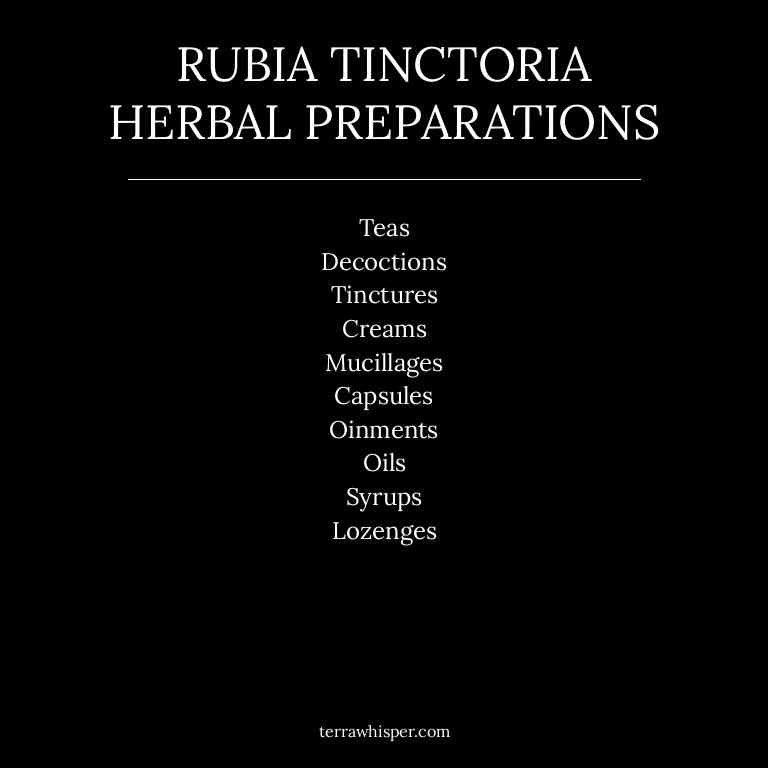 RUBIA TINCTORIA
HERBAL PREPARATIONS
Teas
Decoctions
Tinctures
Creams
Mucillages
Capsules
Oinments
Oils
Syrups
Lozenges
terrawhisper.com